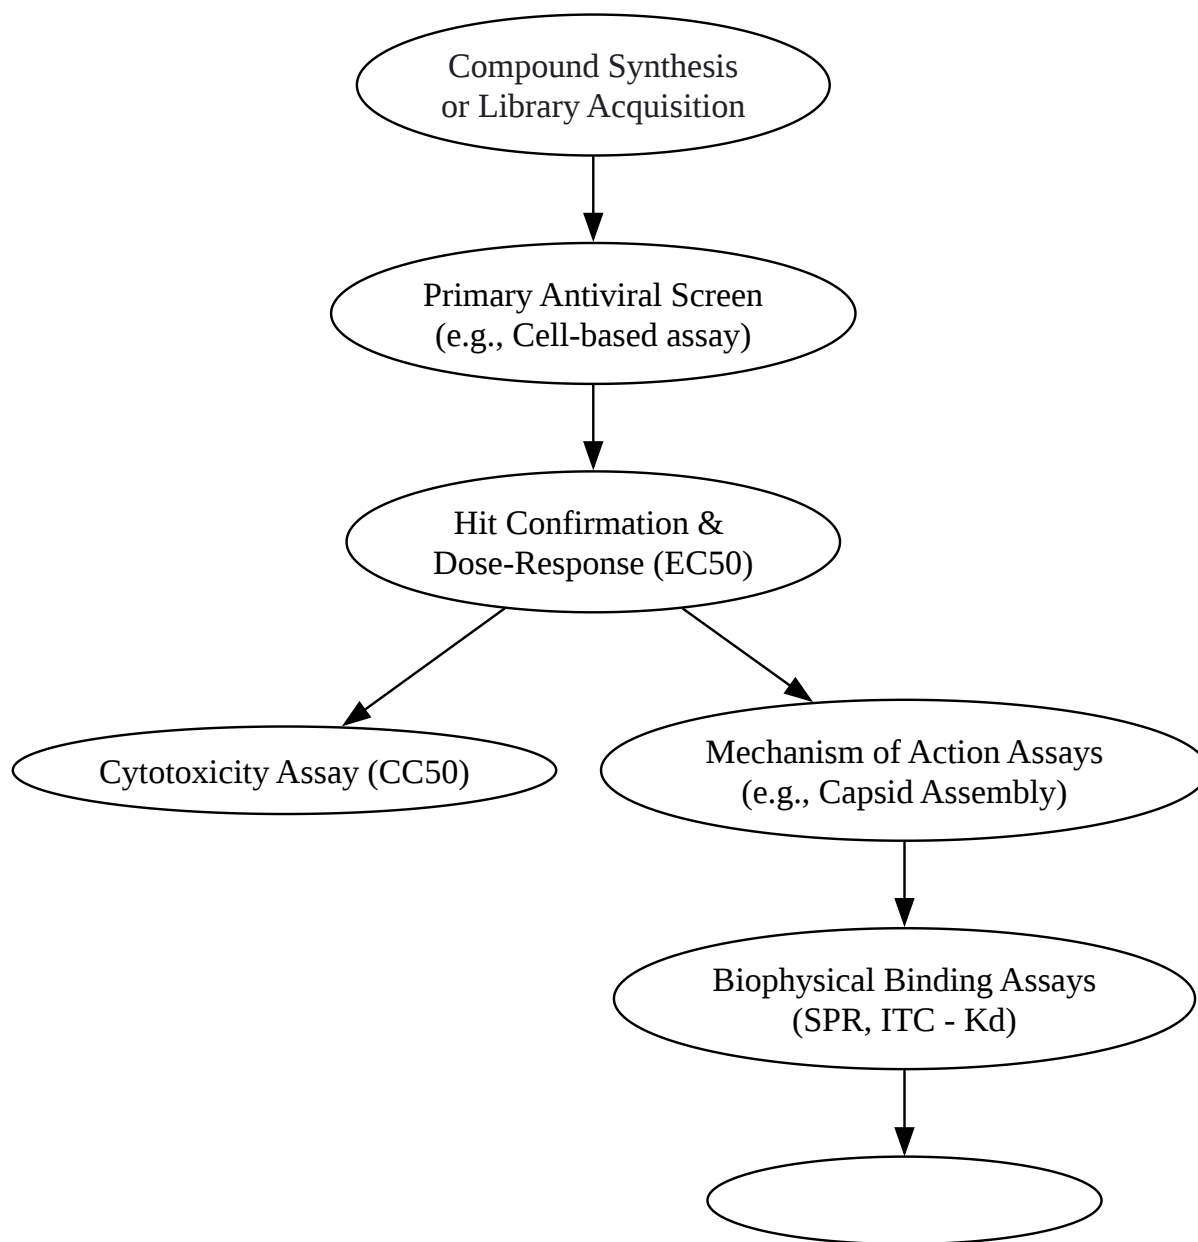 Compound Synthesis
or Library Acquisition
Primary Antiviral Screen
(e.g., Cell-based assay)
Hit Confirmation &
Dose-Response (EC50)
Cytotoxicity Assay (CC50)
Mechanism of Action Assays
(e.g., Capsid Assembly)
Biophysical Binding Assays
(SPR, ITC - Kd)